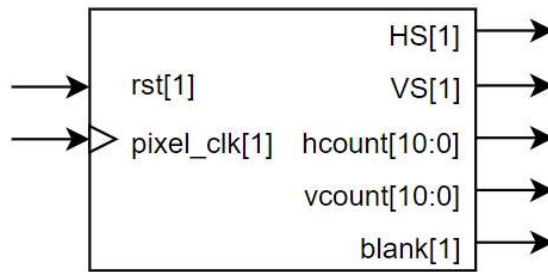 HS[1]
rst[1]
VS[1]
pixel_clk[1]
hcount[10:0]
vcount[10:0]
blank[1]